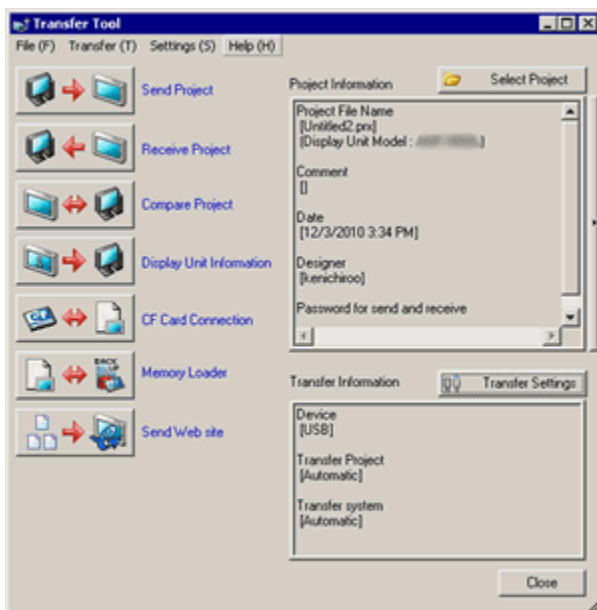 Transfer Tool
File (F) Transfer (T) Settings (S) Help (H)
Send Project
Receive Project
Compare Project
Display Unit Information
CF Card Connection
Memory Loader
Send Web site
Project Information
Select Project
Project File Name
[Untitled2.prx]
(Display Unit Model : )
Comment
[]
Date
[12/3/2010 3:34 PM]
Designer
[kenichiroo]
Password for send and receive
Transfer Information
Transfer Settings
Device
[USB]
Transfer Project
[Automatic]
Transfer system
[Automatic]
Close